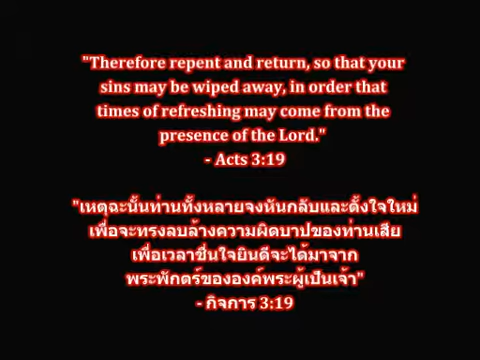 "Therefore repent and return, so that your
sins may be wiped away, in order that
times of refreshing may come from the
presence of the Lord."
- Acts 3:19
"เหตุฉะนั้นท่านทั้งหลายจงหันกลับและตั้งใจใหม่
เพื่อจะทรงลบล้างความผิดบาปของท่านเสีย
เพื่อเวลาชื่นใจยินดีจะได้มาจาก
พระพักตร์ขององค์พระผู้เป็นเจ้า"
- กิจการ 3:19